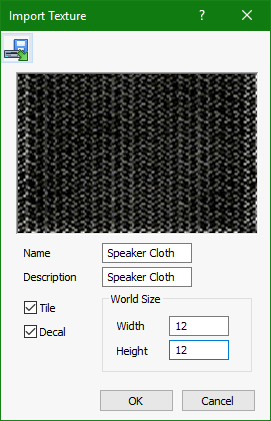 Import Texture ? ×
Name Speaker Cloth
Description Speaker Cloth
Tile
Decal
World Size
Width 12
Height 12
OK Cancel